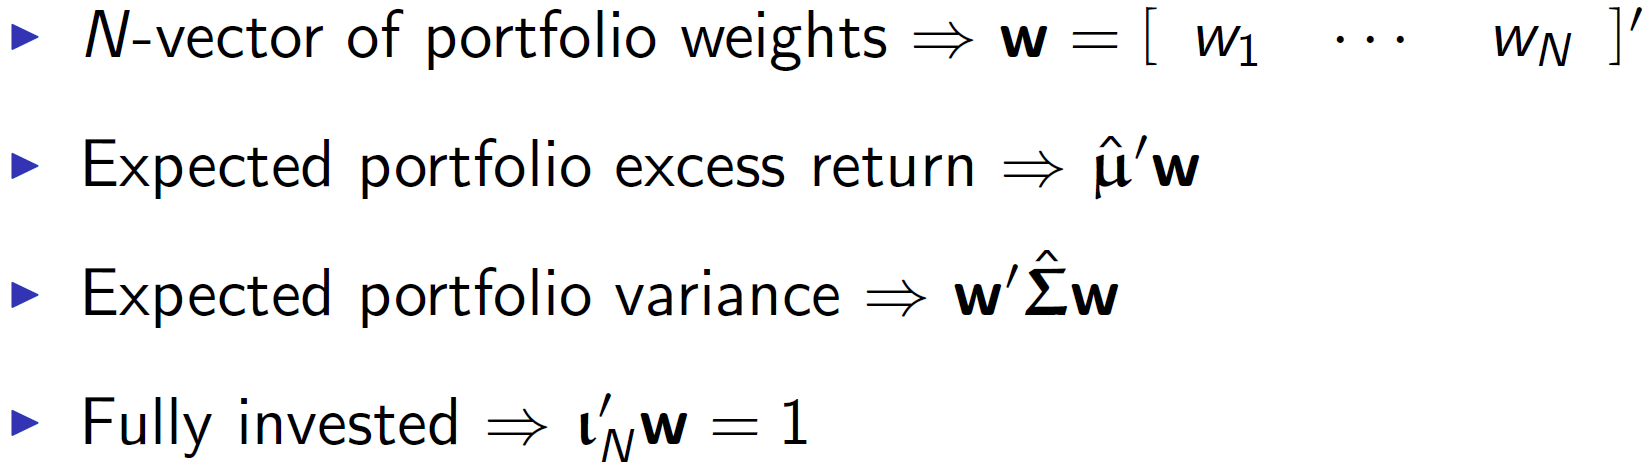 ▶ N-vector of portfolio weights ⇒ 𝐰 = [ w₁ ⋯ w_N ]′
▶ Expected portfolio excess return ⇒ 𝛍̂′𝐰
▶ Expected portfolio variance ⇒ 𝐰′𝚺̂𝐰
▶ Fully invested ⇒ 𝛊′_N 𝐰 = 1